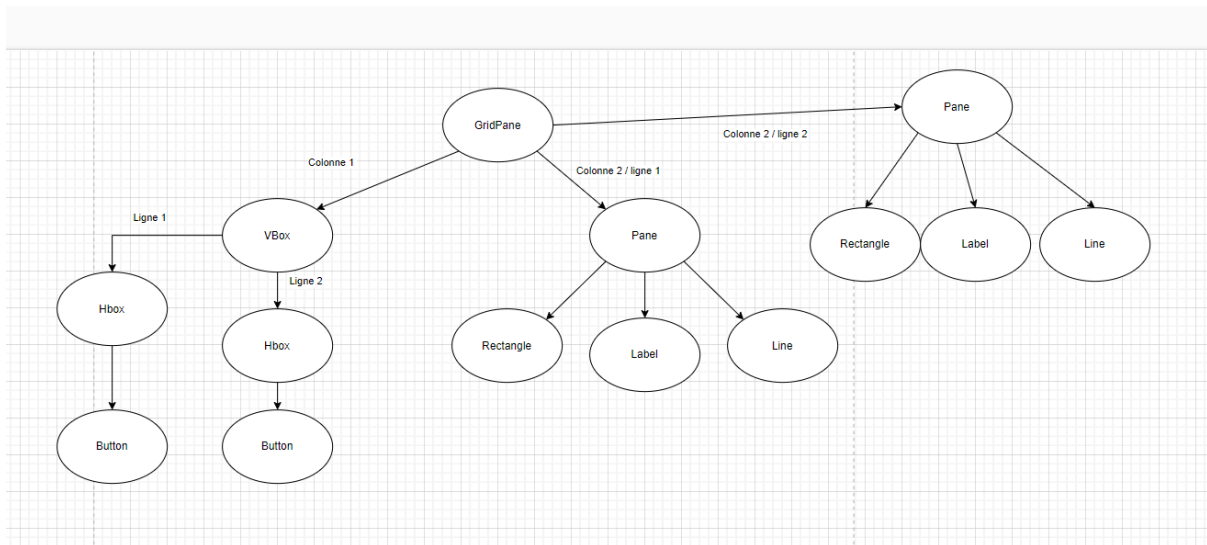 Pane
GridPane
Colonne 2 / ligne 2
Colonne 1
Colonne 2 / ligne 1
Ligne 1
VBox
Pane
Rectangle
Label
Line
Ligne 2
Hbox
Hbox
Rectangle
Label
Line
Button
Button